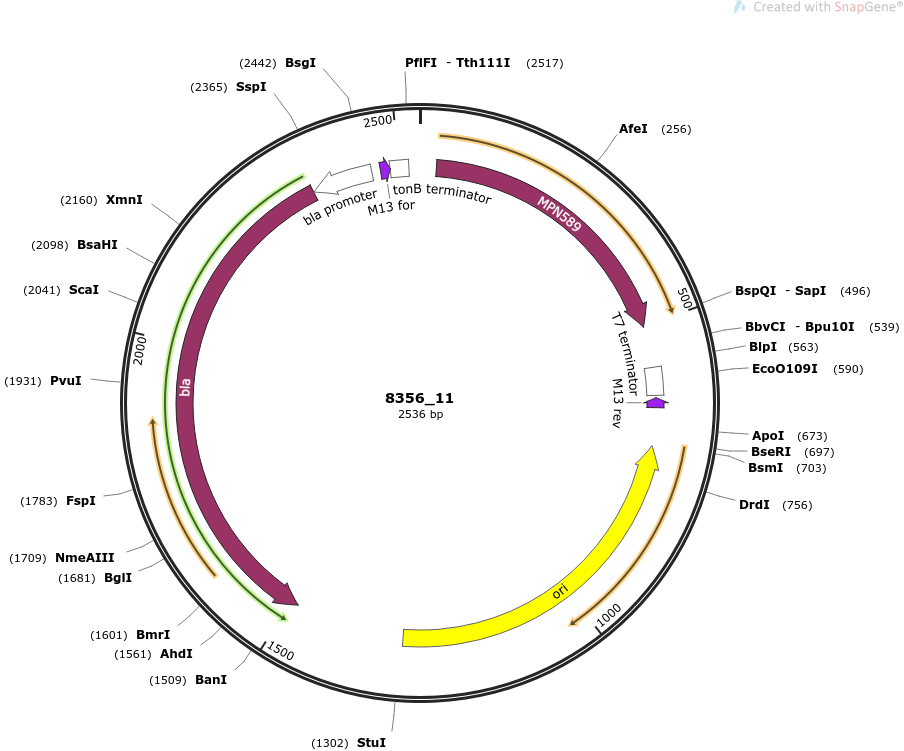 Created with SnapGene®
(2442) BsgI
PflFI - Tth111I (2517)
(2365) SspI
2500
AfeI (256)
tonB terminator
bla promoter
M13 for
MPN589
(2160) XmnI
(2098) BsaHI
(2041) ScaI
BspQI - SapI (496)
500
BbvCI - Bpu10I (539)
BlpI (563)
EcoO109I (590)
T7 terminator
M13 rev
2000
(1931) PvuI
bla
8356_11
2536 bp
ApoI (673)
BseRI (697)
BsmI (703)
DrdI (756)
(1783) FspI
(1709) NmeAIII
(1681) BglI
ori
1000
(1601) BmrI
(1561) AhdI
1500
(1509) BanI
(1302) StuI